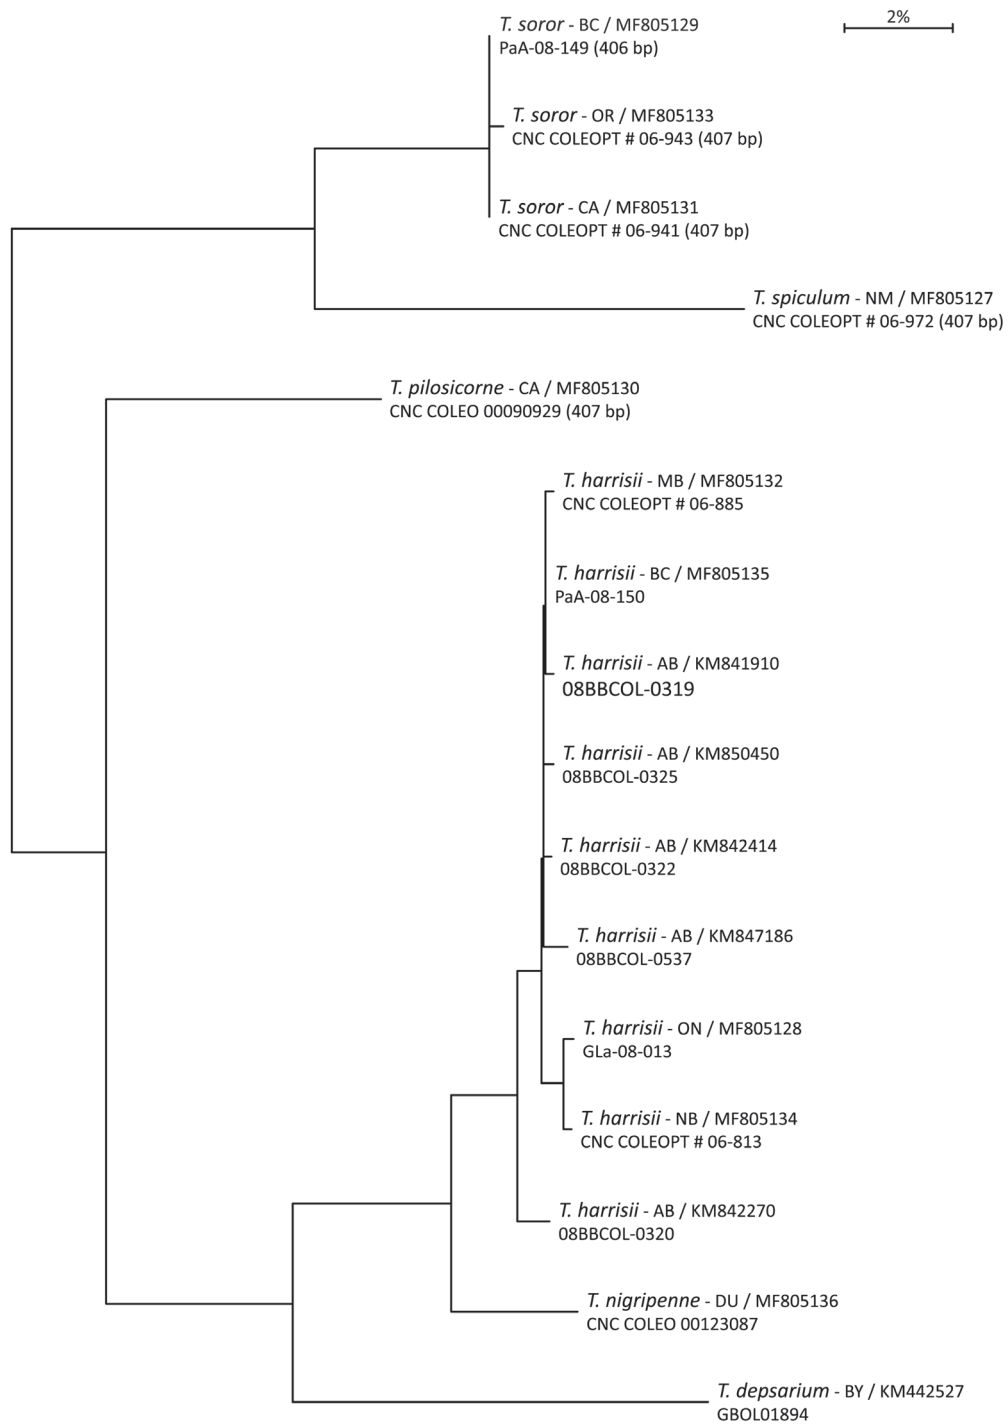 2%
T. soror - BC / MF805129
PaA-08-149 (406 bp)
T. soror - OR / MF805133
CNC COLEOPT # 06-943 (407 bp)
T. soror - CA / MF805131
CNC COLEOPT # 06-941 (407 bp)
T. spiculum - NM / MF805127
CNC COLEOPT # 06-972 (407 bp)
T. pilosicorne - CA / MF805130
CNC COLEO 00090929 (407 bp)
T. harrisii - MB / MF805132
CNC COLEOPT # 06-885
T. harrisii - BC / MF805135
PaA-08-150
T. harrisii - AB / KM841910
08BBCOL-0319
T. harrisii - AB / KM850450
08BBCOL-0325
T. harrisii - AB / KM842414
08BBCOL-0322
T. harrisii - AB / KM847186
08BBCOL-0537
T. harrisii - ON / MF805128
GLa-08-013
T. harrisii - NB / MF805134
CNC COLEOPT # 06-813
T. harrisii - AB / KM842270
08BBCOL-0320
T. nigripenne - DU / MF805136
CNC COLEO 00123087
T. depsarium - BY / KM442527
GBOL01894